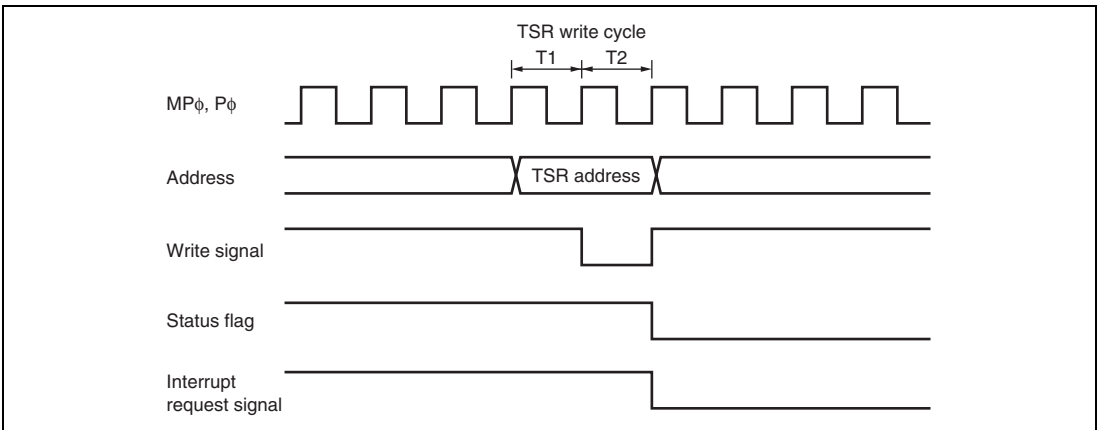 TSR write cycle
T1 T2
MPϕ, Pϕ
Address
TSR address
Write signal
Status flag
Interrupt
request signal